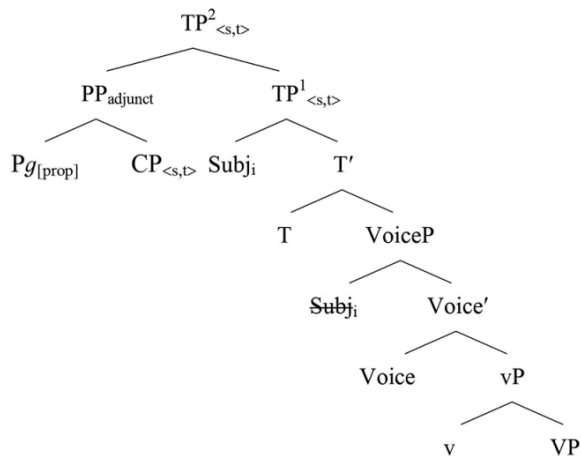 TP²<s,t>
PPadjunct TP¹<s,t>
Pg[prop] CP<s,t> Subji T′
T VoiceP
Subji Voice′
Voice vP
v VP